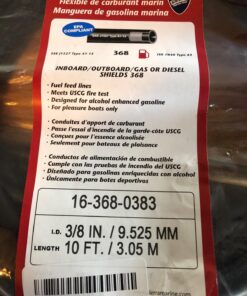 Flexible de carburant marin
Manguera de gasolina marina
EPA
COMPLIANT
SAE J1527 Type A1-15
368
ISO 7840 Type A2
INBOARD/OUTBOARD/GAS OR DIESEL
SHIELDS 368
• Fuel feed lines
• Meets USCG fire test
• Designed for alcohol enhanced gasoline
• For pleasure boats only
• Conduites d'apport de carburant
• Passe l'essai d'incendie de la garde-côte USCG
• Conçue pour essence avec alcool
• Seulement pour bateaux de plaisance
• Conductos de alimentación de combustible
• Cumple con las pruebas de incendio del USCG
• Diseñado para gasolinas enriquecidas con alcohol
• Únicamente para botes deportivos
16-368-0383
I.D. 3/8 IN. / 9.525 MM
LENGTH 10 FT. / 3.05 M